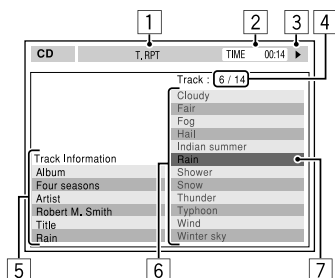 1 2 3 4
CD T. RPT TIME 00:14
Track : 6 / 14
Cloudy
Fair
Fog
Hail
Indian summer
Rain
Shower
Snow
Thunder
Typhoon
Wind
Winter sky
Track Information
Album
Four seasons
Artist
Robert M. Smith
Title
Rain
5 6 7